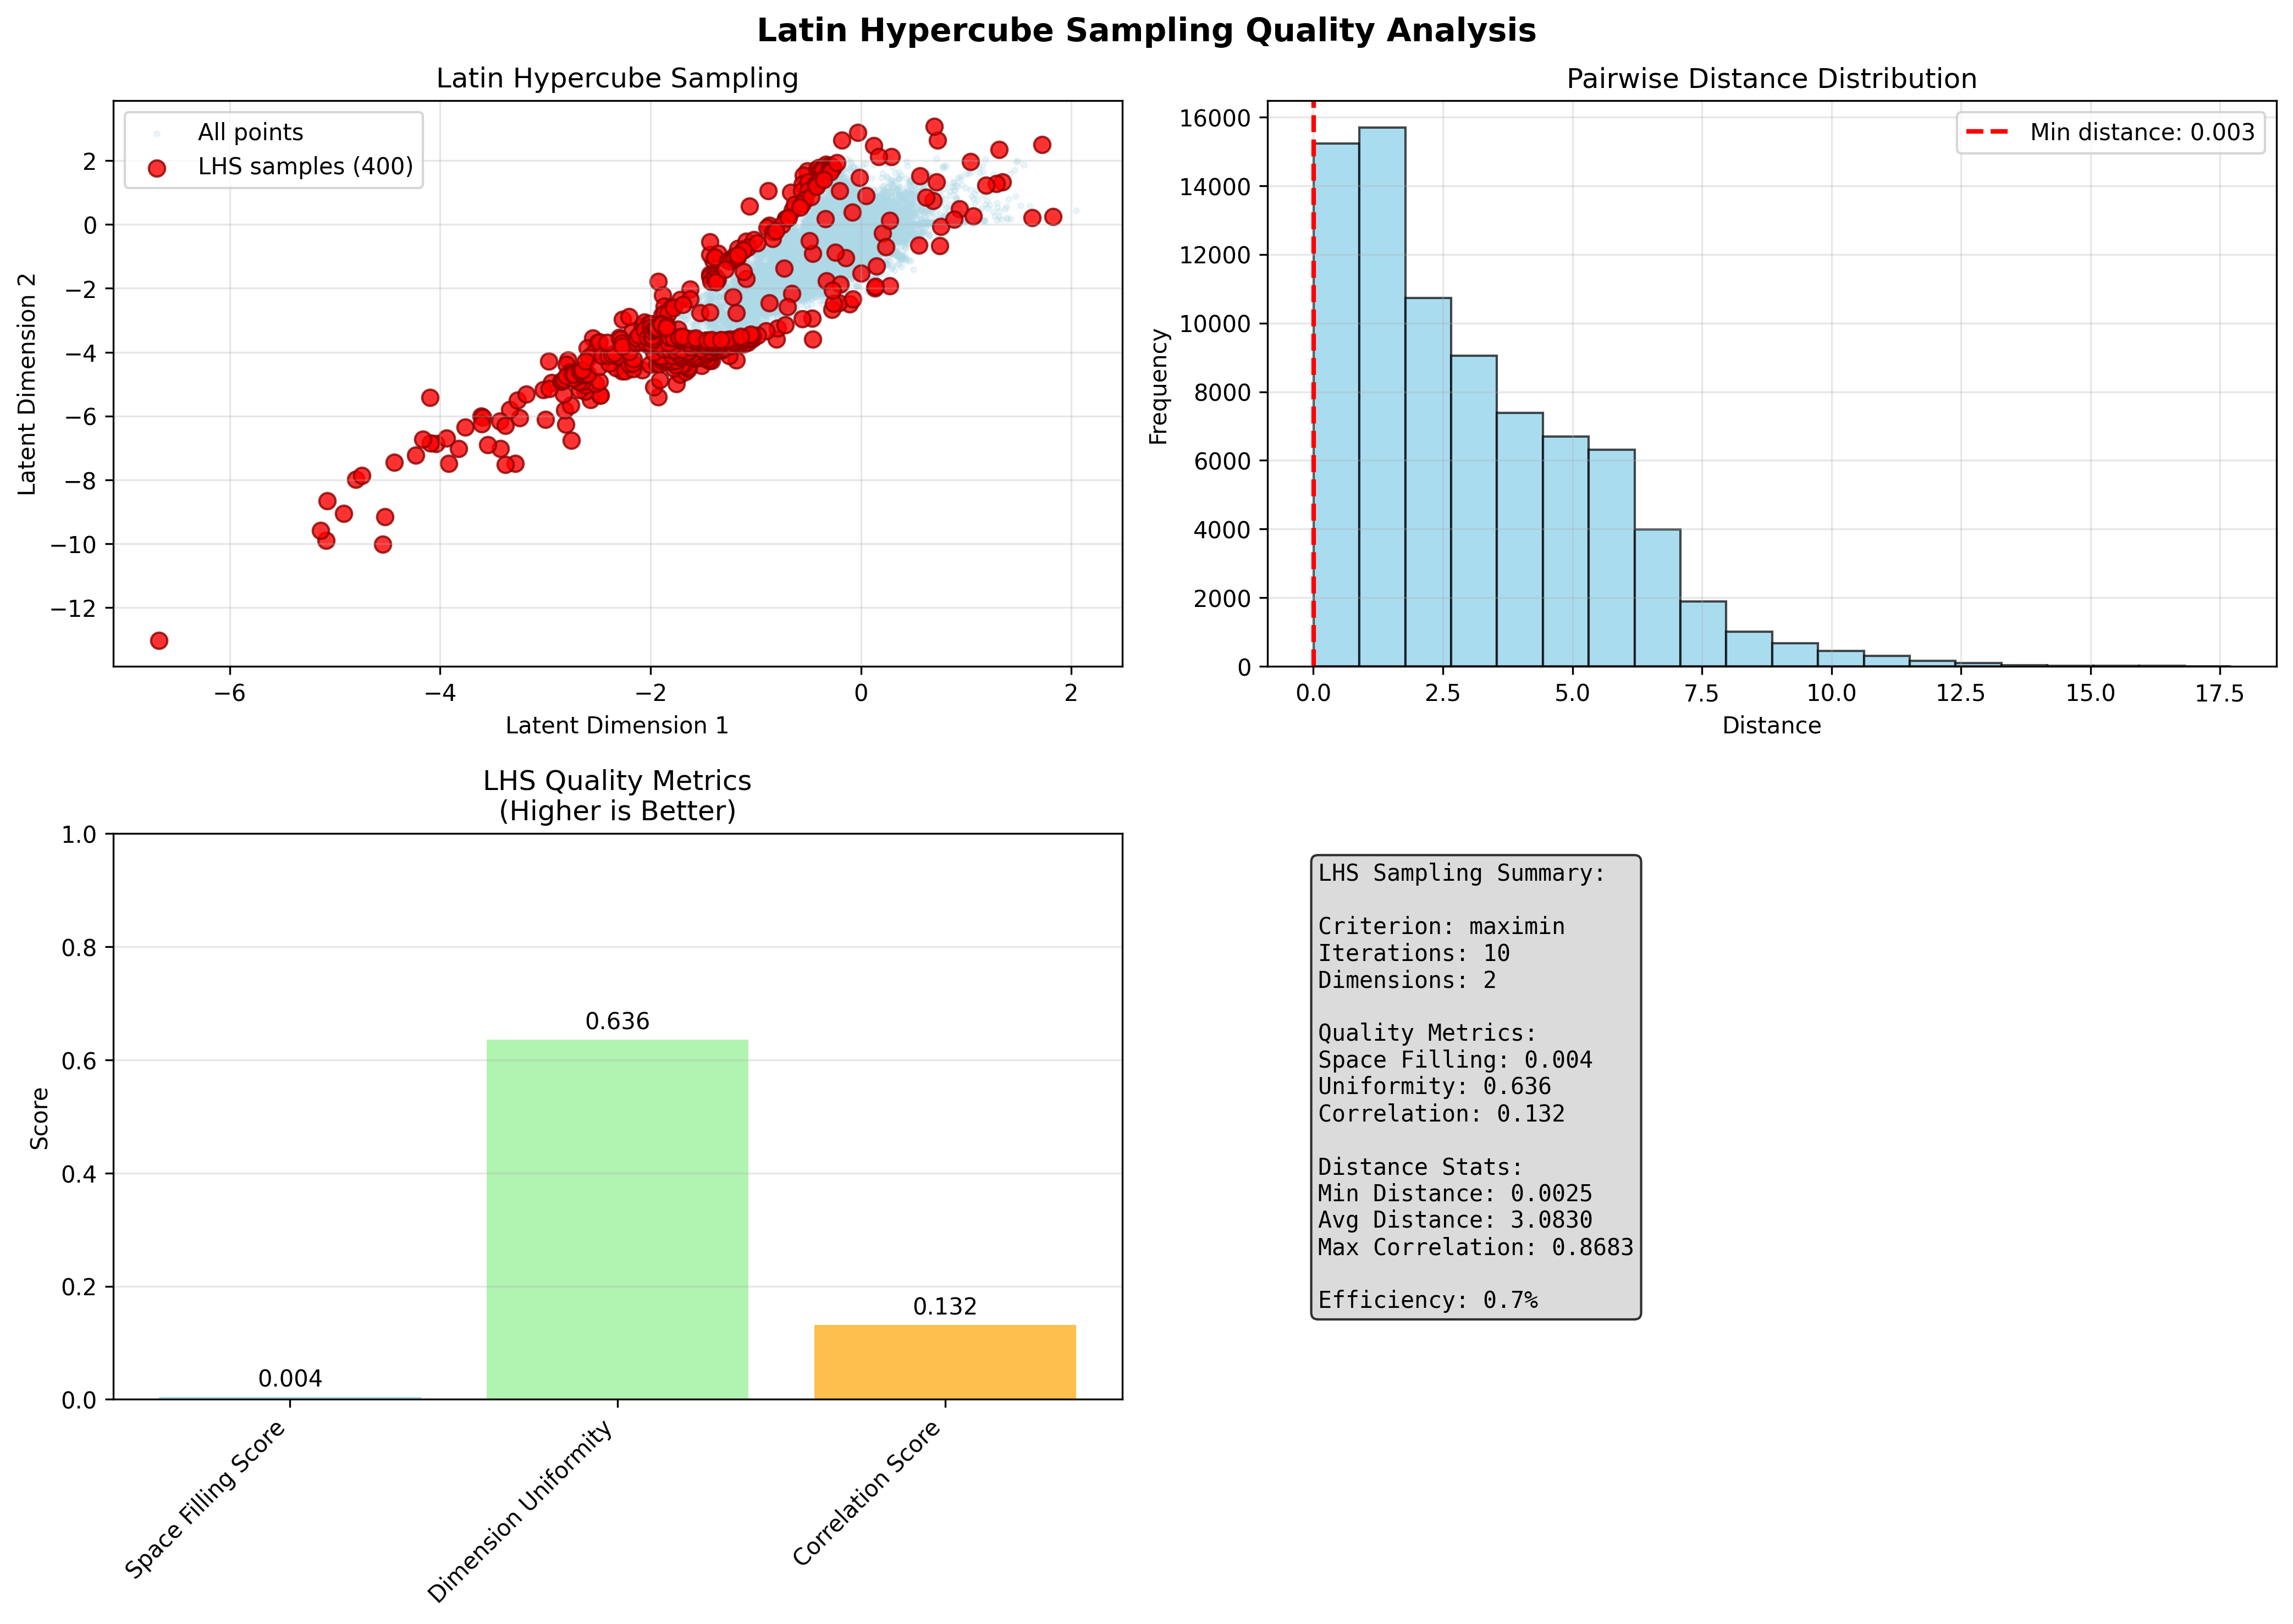 Latin Hypercube Sampling Quality Analysis
Latin Hypercube Sampling
All points
LHS samples (400)
2
0
−2
−4
−6
−8
−10
−12
Latent Dimension 2
−6
−4
−2
0
2
Latent Dimension 1
Pairwise Distance Distribution
Min distance: 0.003
16000
14000
12000
10000
8000
6000
4000
2000
0
Frequency
0.0
2.5
5.0
7.5
10.0
12.5
15.0
17.5
Distance
LHS Quality Metrics
(Higher is Better)
1.0
0.8
0.6
0.4
0.2
0.0
Score
0.004
0.636
0.132
Space Filling Score
Dimension Uniformity
Correlation Score
LHS Sampling Summary:
Criterion: maximin
Iterations: 10
Dimensions: 2
Quality Metrics:
Space Filling: 0.004
Uniformity: 0.636
Correlation: 0.132
Distance Stats:
Min Distance: 0.0025
Avg Distance: 3.0830
Max Correlation: 0.8683
Efficiency: 0.7%